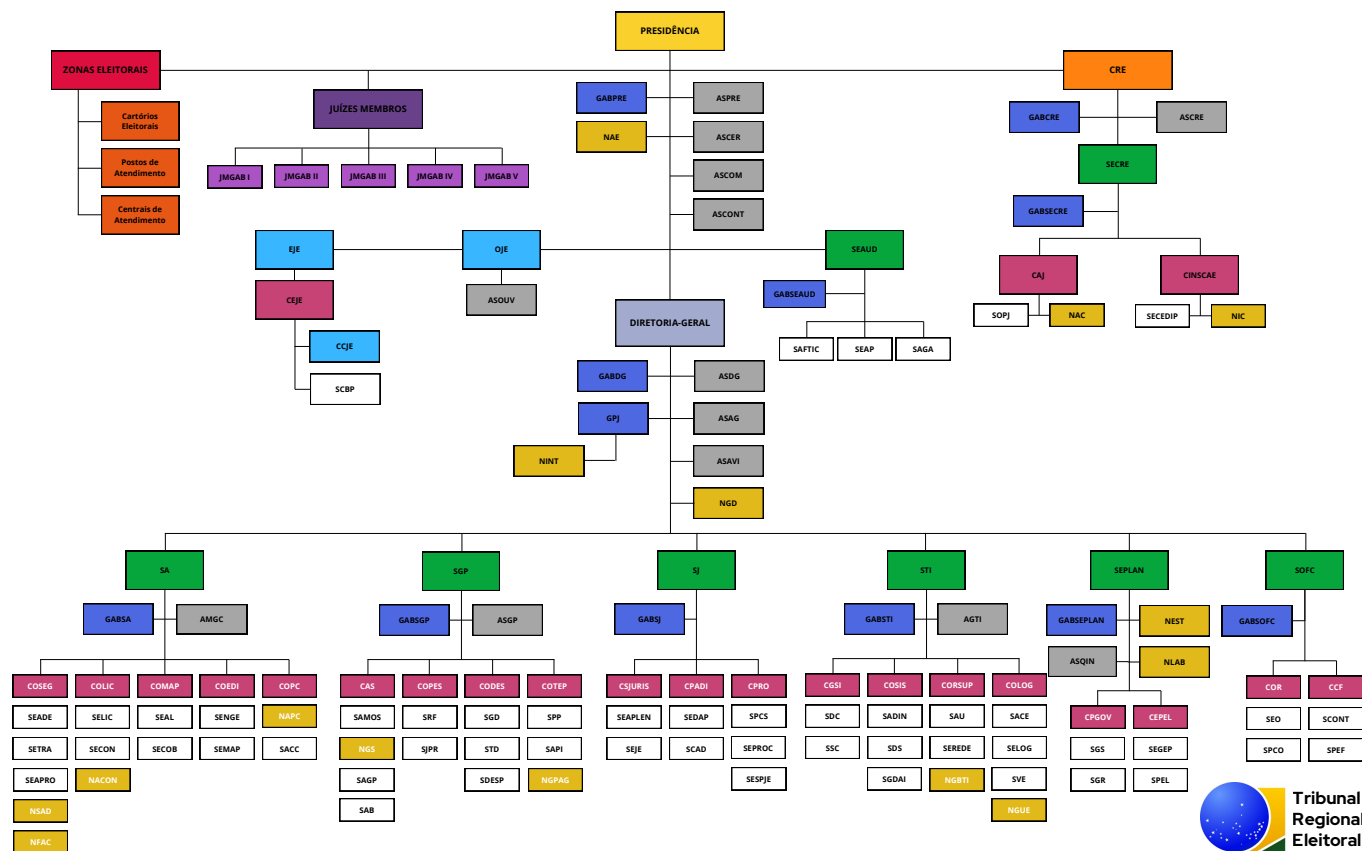 PRESIDÊNCIA
ZONAS ELEITORAIS
CRE
JUÍZES MEMBROS
Cartórios
Eleitorais
Postos de
Atendimento
Centrais de
Atendimento
JMGAB I
JMGAB II
JMGAB III
JMGAB IV
JMGAB V
GABPRE
ASPRE
NAE
ASCER
ASCOM
ASCONT
GABCRE
ASCRE
SECRE
GABSECRE
CAJ
CINSCAE
SOPJ
NAC
SECEDIP
NIC
EJE
OJE
SEAUD
CEJE
ASOUV
GABSEAUD
CCJE
SCBP
SAFTIC
SEAP
SAGA
DIRETORIA-GERAL
GABDG
ASDG
GPJ
ASAG
NINT
ASAVI
NGD
SA
SGP
SJ
STI
SEPLAN
SOFC
GABSA
AMGC
GABSGP
ASGP
GABSJ
GABSTI
AGTI
GABSEPLAN
NEST
GABSOFC
ASQIN
NLAB
COSEG
COLIC
COMAP
COEDI
COPC
SEADE
SELIC
SEAL
SENGE
NAPC
SETRA
SECON
SECOB
SEMAP
SACC
SEAPRO
NACON
NSAD
NFAC
CAS
COPES
CODES
COTEP
SAMOS
SRF
SGD
SPP
NGS
SJPR
STD
SAPI
SAGP
SDESP
NGPAG
SAB
CSJURIS
CPADI
CPRO
SEAPLEN
SEDAP
SPCS
SEJE
SCAD
SEPROC
SESPJE
CGSI
COSIS
CORSUP
COLOG
SDC
SADIN
SAU
SACE
SSC
SDS
SEREDE
SELOG
SGDAI
NGBTI
SVE
NGUE
CPGOV
CEPEL
SGS
SEGEP
SGR
SPEL
COR
CCF
SEO
SCONT
SPCO
SPEF
Tribunal
Regional
Eleitoral